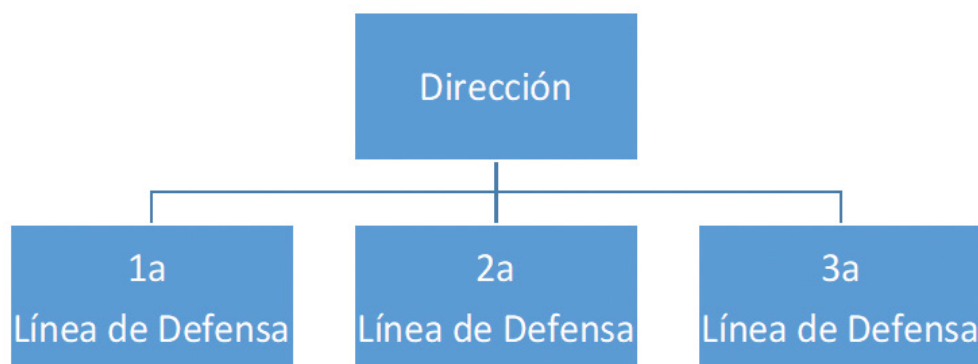 Dirección
1a
Línea de Defensa
2a
Línea de Defensa
3a
Línea de Defensa